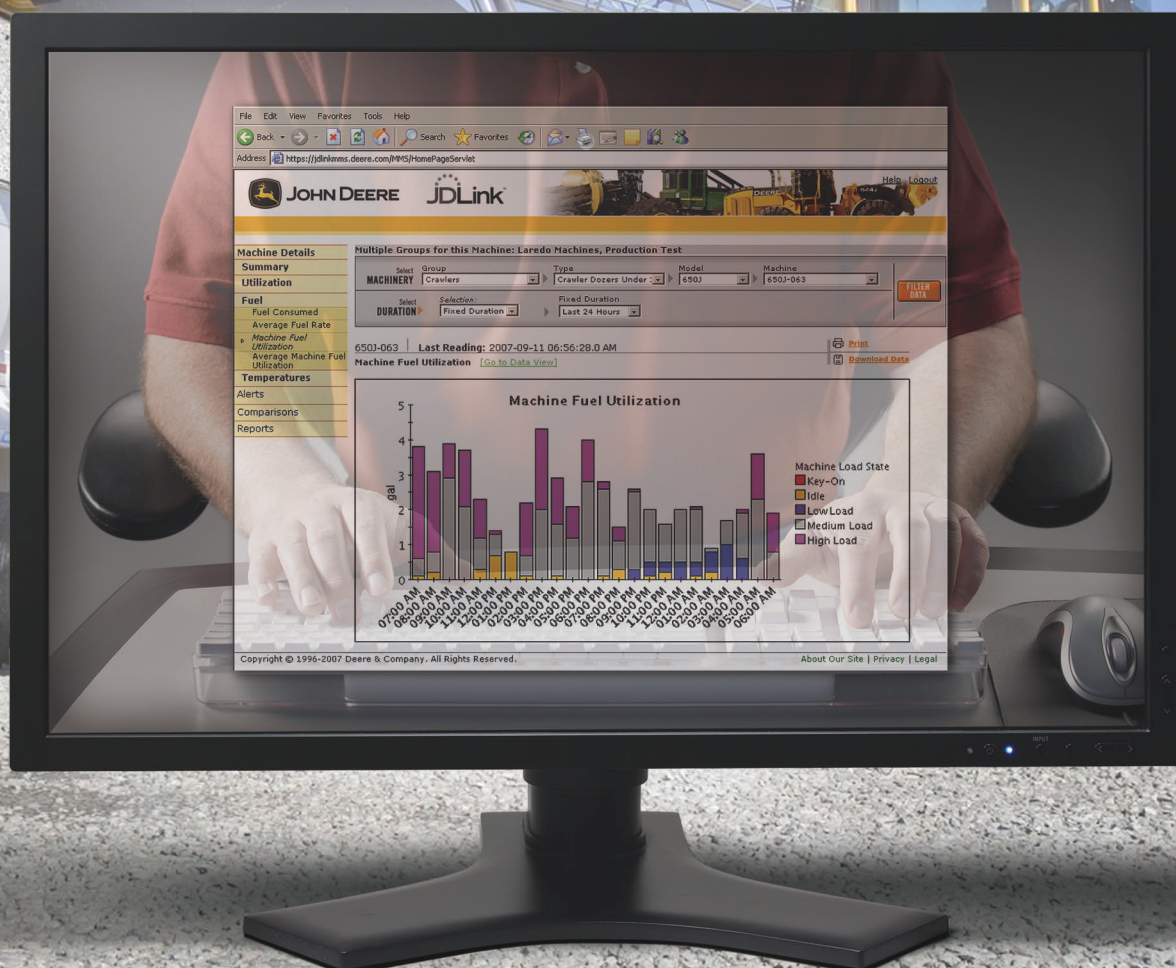 File Edit View Favorites Tools Help
Back Search Favorites
Address https://jdlinkmms.deere.com/MMS/HomePageServlet
JOHN DEERE JDLink
DEERE
Help Logout
Machine Details
Summary
Utilization
Fuel
Fuel Consumed
Average Fuel Rate
Machine Fuel
Utilization
Average Machine Fuel
Utilization
Temperatures
Alerts
Comparisons
Reports
Multiple Groups for this Machine: Laredo Machines, Production Test
Select
MACHINERY
Group
Crawlers
Type
Crawler Dozers Under
Model
650J
Machine
650J-063
FILTER
DATA
Select
DURATION
Selection:
Fixed Duration
Fixed Duration
Last 24 Hours
650J-063 Last Reading: 2007-09-11 06:56:28.0 AM
Print
Download Data
Machine Fuel Utilization [Go to Data View]
Machine Fuel Utilization
gal
5
4
3
2
1
0
07:00 AM
08:00 AM
09:00 AM
10:00 AM
11:00 AM
12:00 PM
01:00 PM
02:00 PM
03:00 PM
04:00 PM
05:00 PM
06:00 PM
07:00 PM
08:00 PM
09:00 PM
10:00 PM
11:00 PM
12:00 AM
01:00 AM
02:00 AM
03:00 AM
04:00 AM
05:00 AM
06:00 AM
Machine Load State
Key-On
Idle
Low Load
Medium Load
High Load
Copyright © 1996-2007 Deere & Company. All Rights Reserved.
About Our Site | Privacy | Legal
INPUT